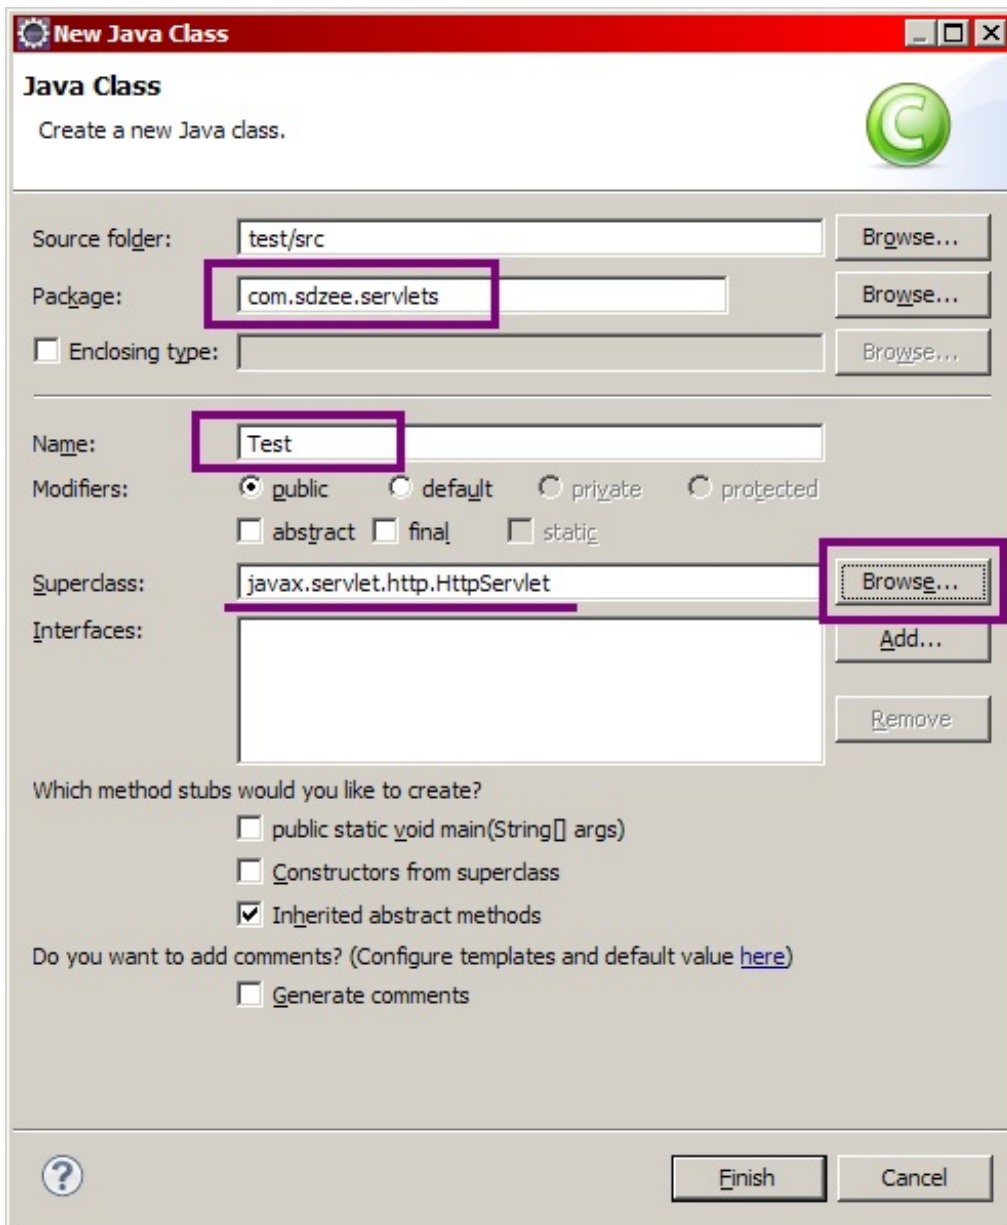 New Java Class
Java Class
Create a new Java class.
C
Source folder: test/src Browse...
Package: com.sdzee.servlets Browse...
Enclosing type: Browse...
Name: Test
Modifiers: public default private protected
abstract final static
Superclass: javax.servlet.http.HttpServlet Browse...
Interfaces: Add...
Remove
Which method stubs would you like to create?
public static void main(String[] args)
Constructors from superclass
Inherited abstract methods
Do you want to add comments? (Configure templates and default value here)
Generate comments
? Finish Cancel